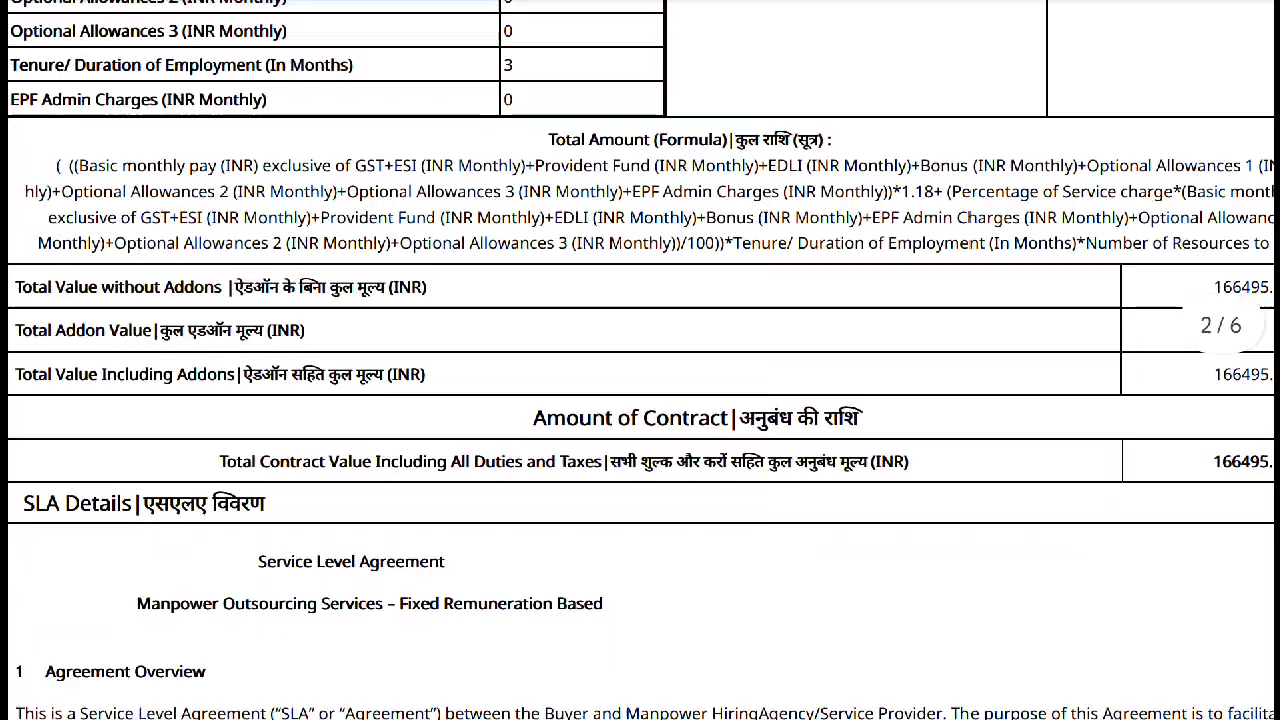 Optional Allowances 2 (INR Monthly) 0
Optional Allowances 3 (INR Monthly) 0
Tenure/ Duration of Employment (In Months) 3
EPF Admin Charges (INR Monthly) 0
Total Amount (Formula)|कुल राशि (सूत्र) :
( ((Basic monthly pay (INR) exclusive of GST+ESI (INR Monthly)+Provident Fund (INR Monthly)+EDLI (INR Monthly)+Bonus (INR Monthly)+Optional Allowances 1 (IN
hly)+Optional Allowances 2 (INR Monthly)+Optional Allowances 3 (INR Monthly)+EPF Admin Charges (INR Monthly))*1.18+ (Percentage of Service charge*(Basic mont
exclusive of GST+ESI (INR Monthly)+Provident Fund (INR Monthly)+EDLI (INR Monthly)+Bonus (INR Monthly)+EPF Admin Charges (INR Monthly)+Optional Allowanc
Monthly)+Optional Allowances 2 (INR Monthly)+Optional Allowances 3 (INR Monthly))/100))*Tenure/ Duration of Employment (In Months)*Number of Resources to
Total Value without Addons |ऐडऑन के बिना कुल मूल्य (INR) 166495.
Total Addon Value|कुल एडऑन मूल्य (INR)
2 / 6
Total Value Including Addons|ऐडऑन सहित कुल मूल्य (INR) 166495.
Amount of Contract|अनुबंध की राशि
Total Contract Value Including All Duties and Taxes|सभी शुल्क और करों सहित कुल अनुबंध मूल्य (INR) 166495.
SLA Details|एसएलए विवरण
Service Level Agreement
Manpower Outsourcing Services – Fixed Remuneration Based
1 Agreement Overview
This is a Service Level Agreement (“SLA” or “Agreement”) between the Buyer and Manpower HiringAgency/Service Provider. The purpose of this Agreement is to facilita